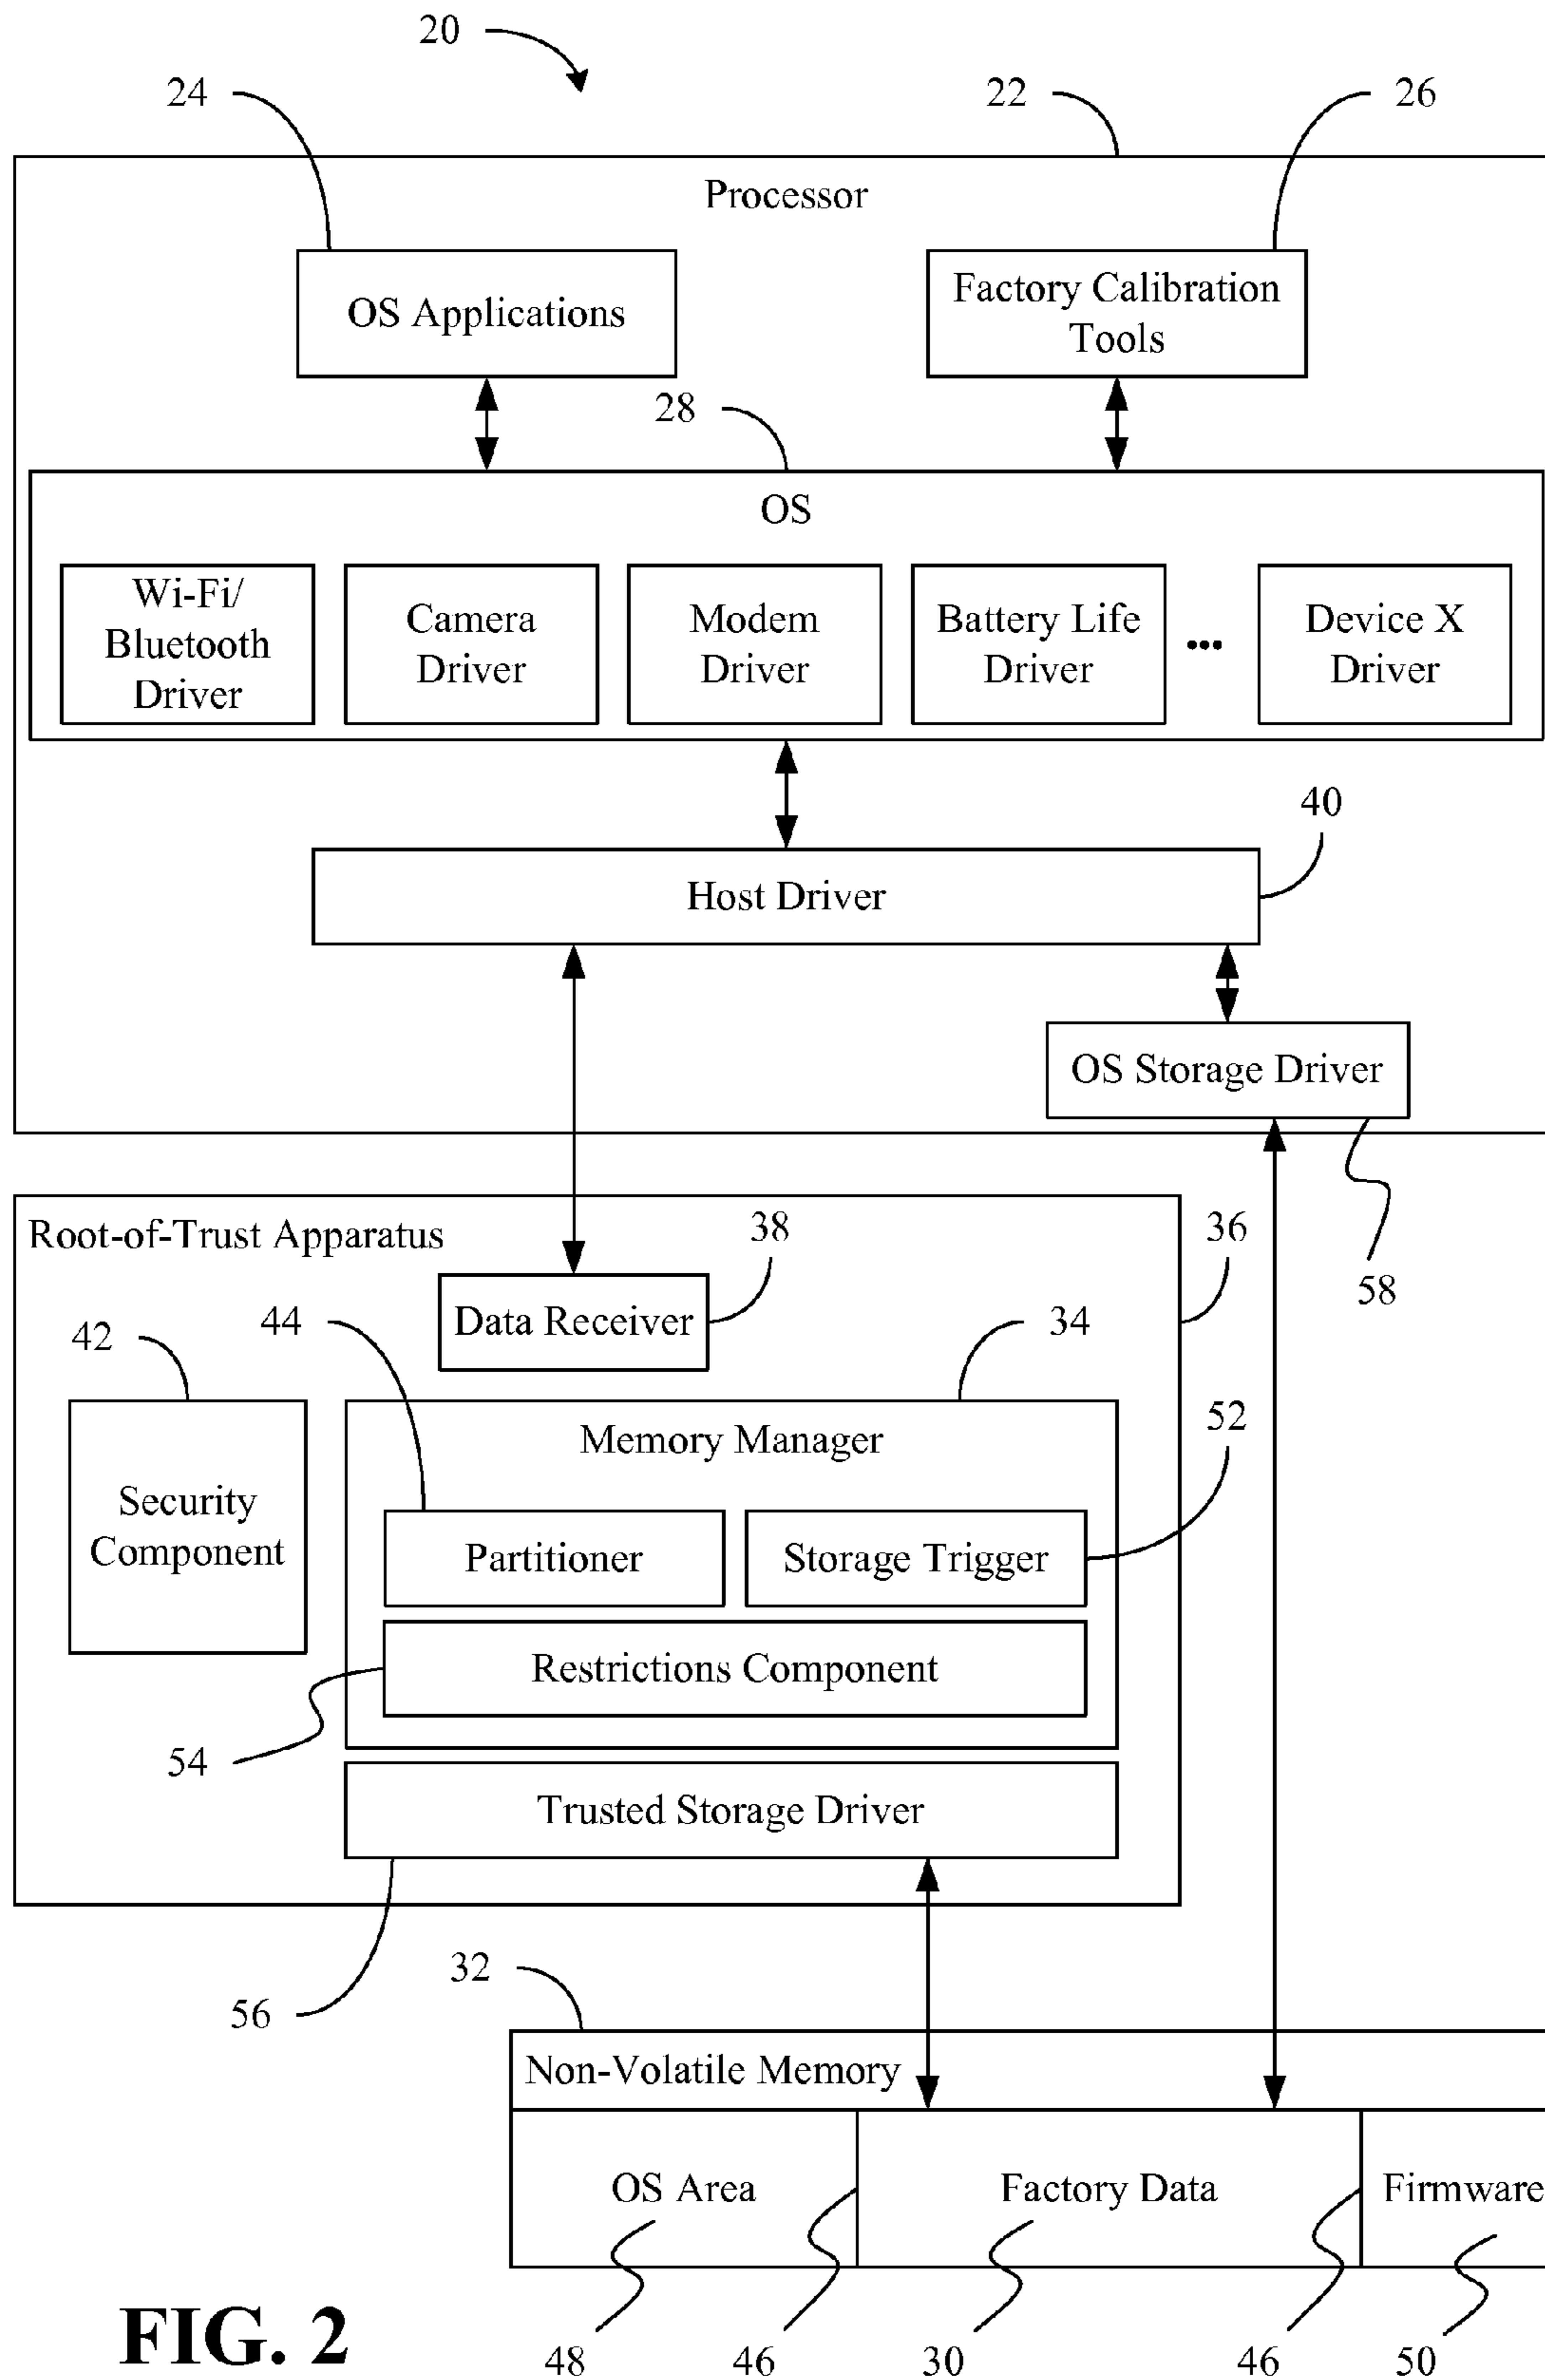 20
24
22
26
Processor
OS Applications
Factory Calibration
Tools
28
OS
Wi-Fi/
Bluetooth
Driver
Camera
Driver
Modem
Driver
Battery Life
Driver
...
Device X
Driver
40
Host Driver
OS Storage Driver
58
Root-of-Trust Apparatus
38
36
Data Receiver
42
44
34
52
Security
Component
Memory Manager
Partitioner
Storage Trigger
Restrictions Component
54
Trusted Storage Driver
56
32
Non-Volatile Memory
OS Area
Factory Data
Firmware
48
46
30
46
50
FIG. 2